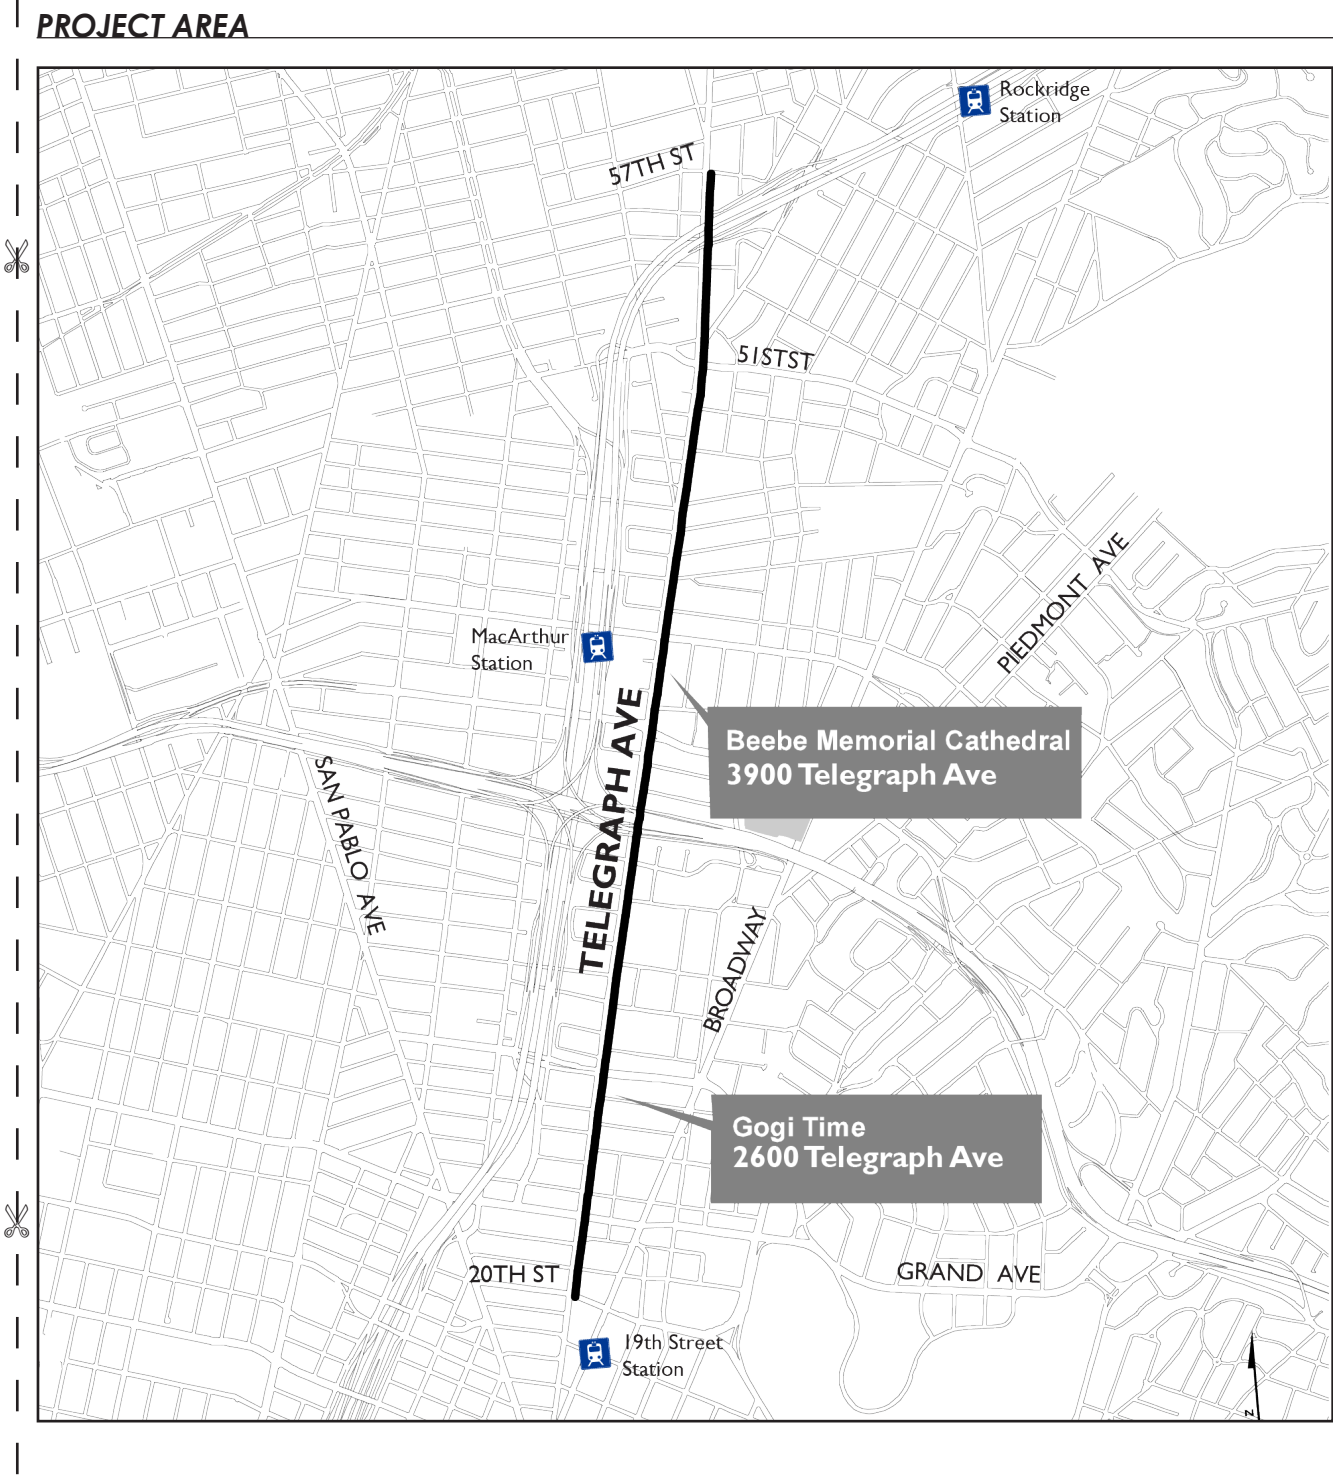 PROJECT AREA
Rockridge
Station
57TH ST
51STST
PIEDMONT AVE
MacArthur
Station
TELEGRAPH AVE
Beebe Memorial Cathedral
3900 Telegraph Ave
SAN PABLO AVE
BROADWAY
Gogi Time
2600 Telegraph Ave
20TH ST
GRAND AVE
19th Street
Station
N